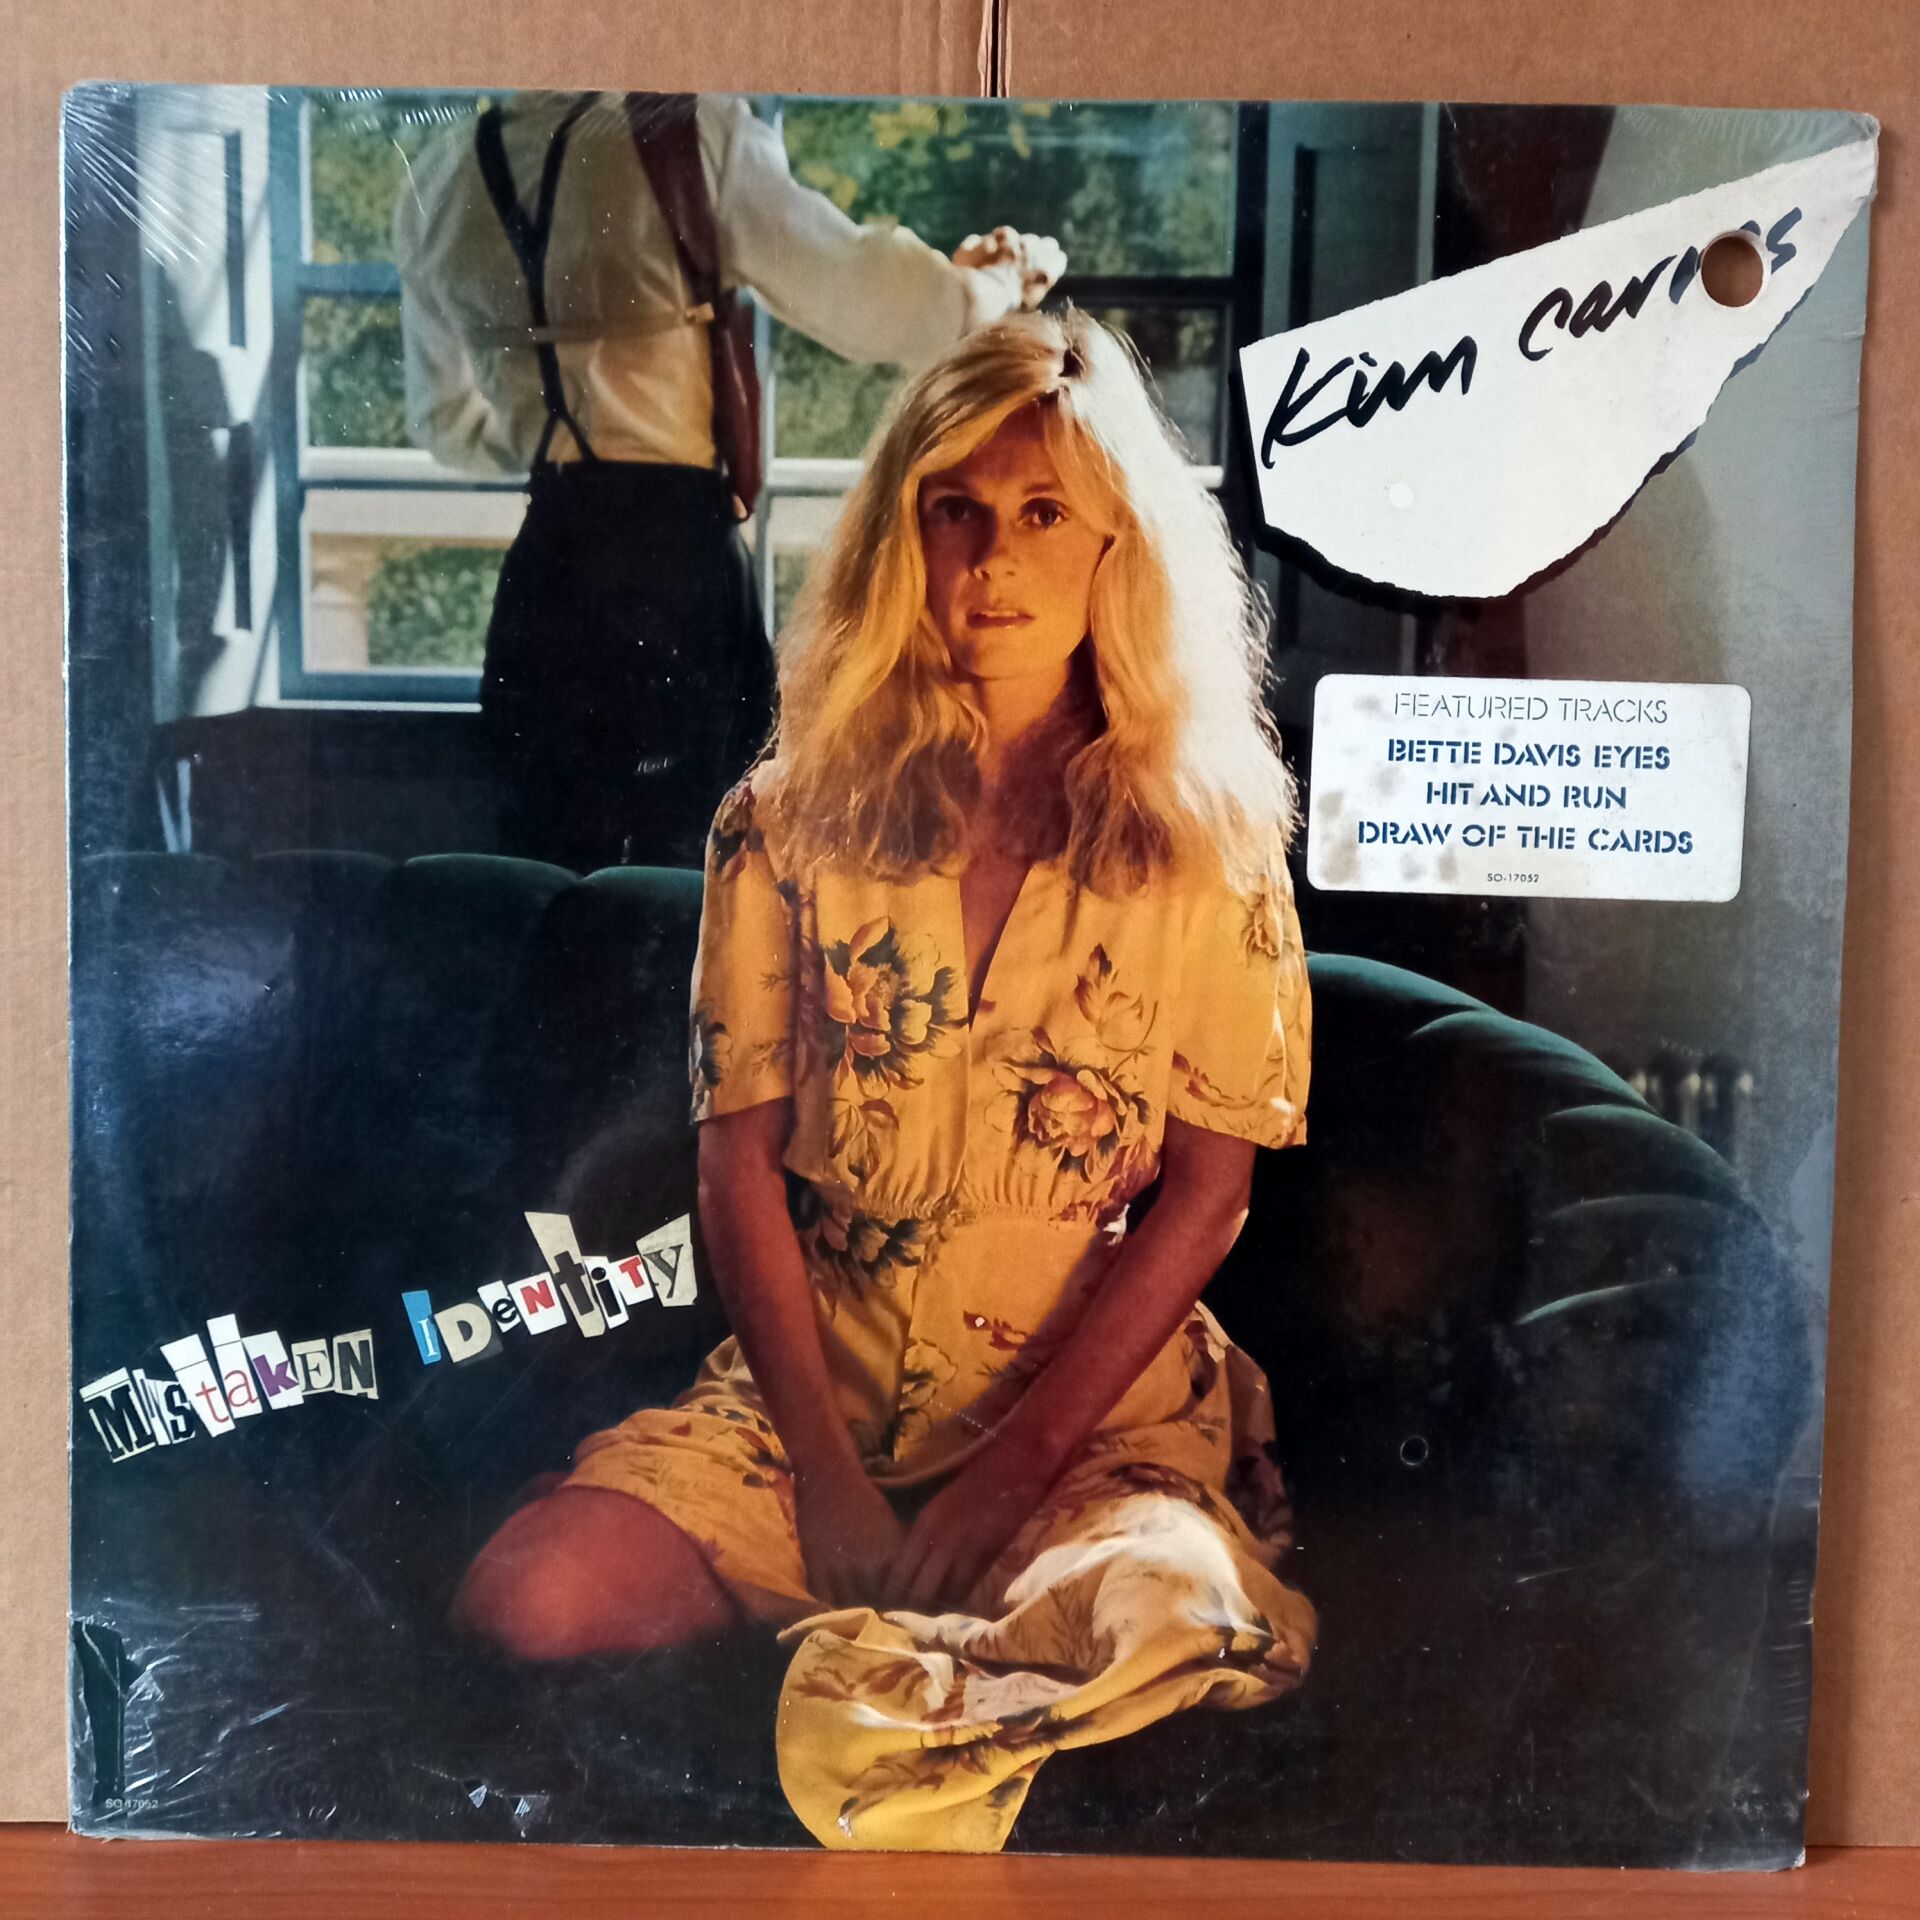 Kim Carnes
FEATURED TRACKS
BETTE DAVIS EYES
HIT AND RUN
DRAW OF THE CARDS
SO-17052
MiStaKEN IDeNtiTy
SO-17052